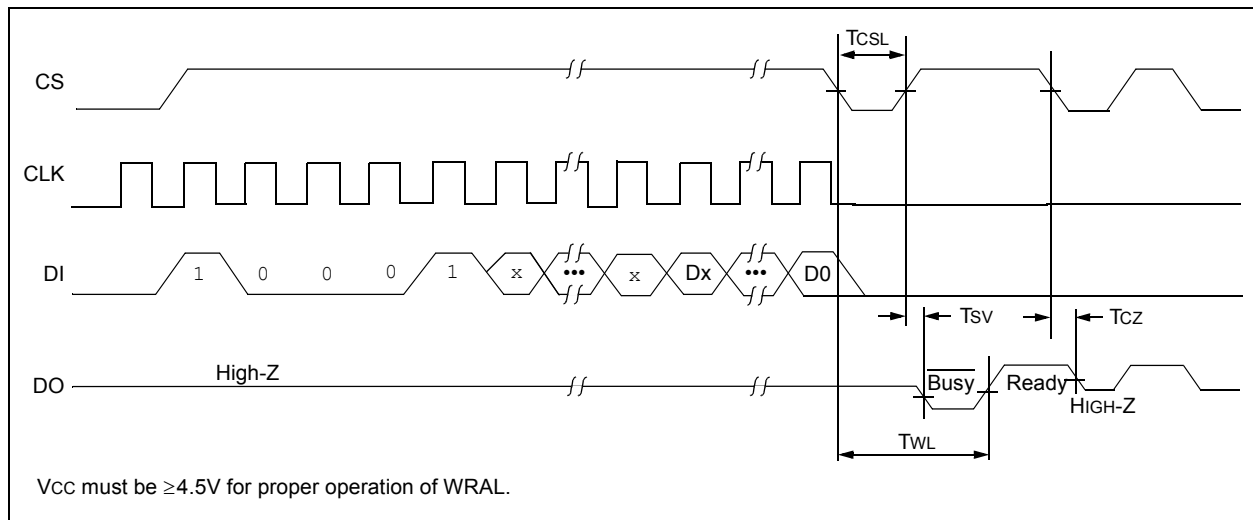 TCSL
CS
CLK
DI 1 0 0 0 1 x ••• x Dx ••• D0
TSV
TCZ
DO High-Z Busy Ready
HIGH-Z
TWL
VCC must be ≥4.5V for proper operation of WRAL.